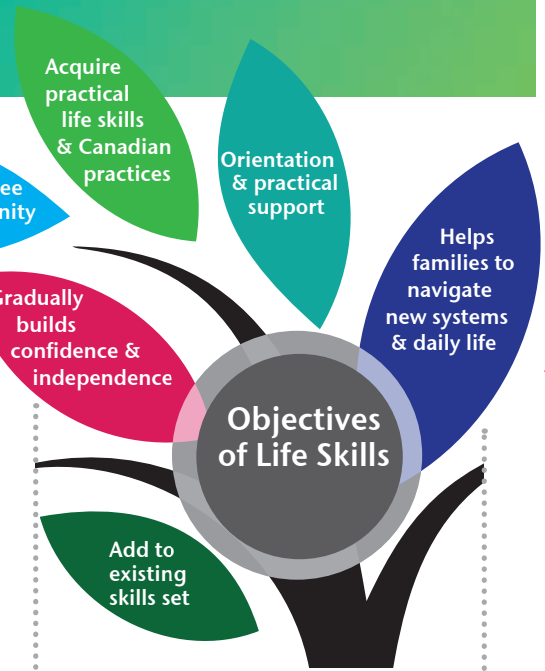 Acquire
practical
life skills
& Canadian
practices
Orientation
& practical
support
Helps
families to
navigate
new systems
& daily life
Gradually
builds
confidence &
independence
Objectives
of Life Skills
Add to
existing
skills set